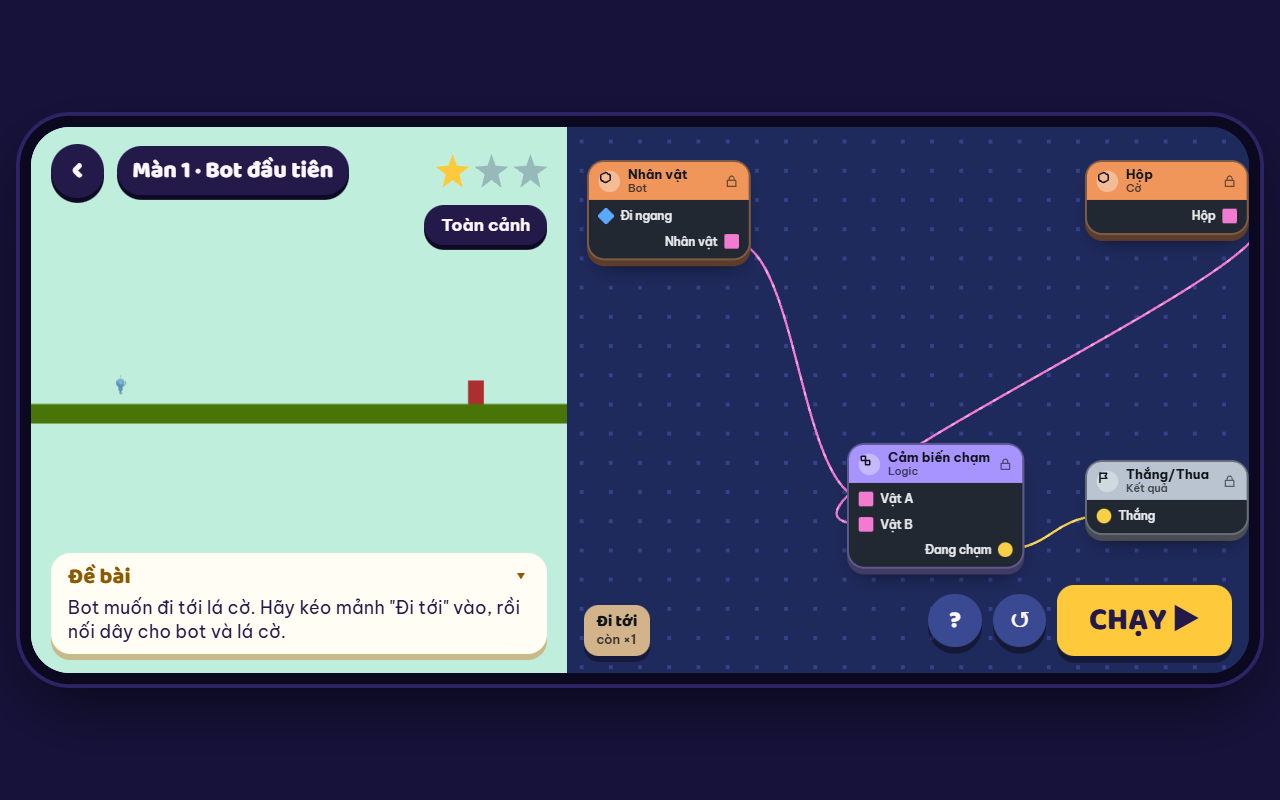 Màn 1 • Bot đầu tiên
Toàn cảnh
Đề bài
Bot muốn đi tới lá cờ. Hãy kéo mảnh "Đi tới" vào, rồi
nối dây cho bot và lá cờ.
Nhân vật
Bot
Đi ngang
Nhân vật
Hộp
Cờ
Hộp
Cảm biến chạm
Logic
Vật A
Vật B
Đang chạm
Thắng/Thua
Kết quả
Thắng
Đi tới
còn ×1
?
CHẠY